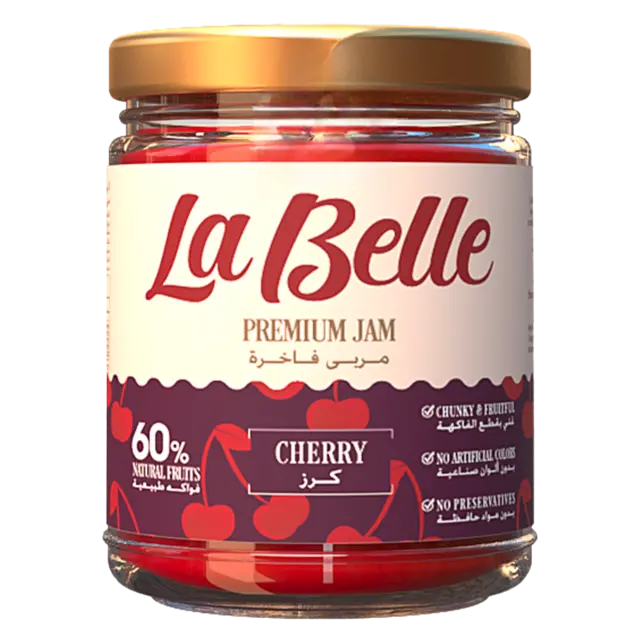 La Belle
PREMIUM JAM
مربى فاخرة
60%
NATURAL FRUITS
فواكه طبيعية
CHERRY
كرز
CHUNKY & FRUITFUL
غني بقطع الفاكهة
NO ARTIFICIAL COLORS
بدون ألوان صناعية
NO PRESERVATIVES
بدون مواد حافظة